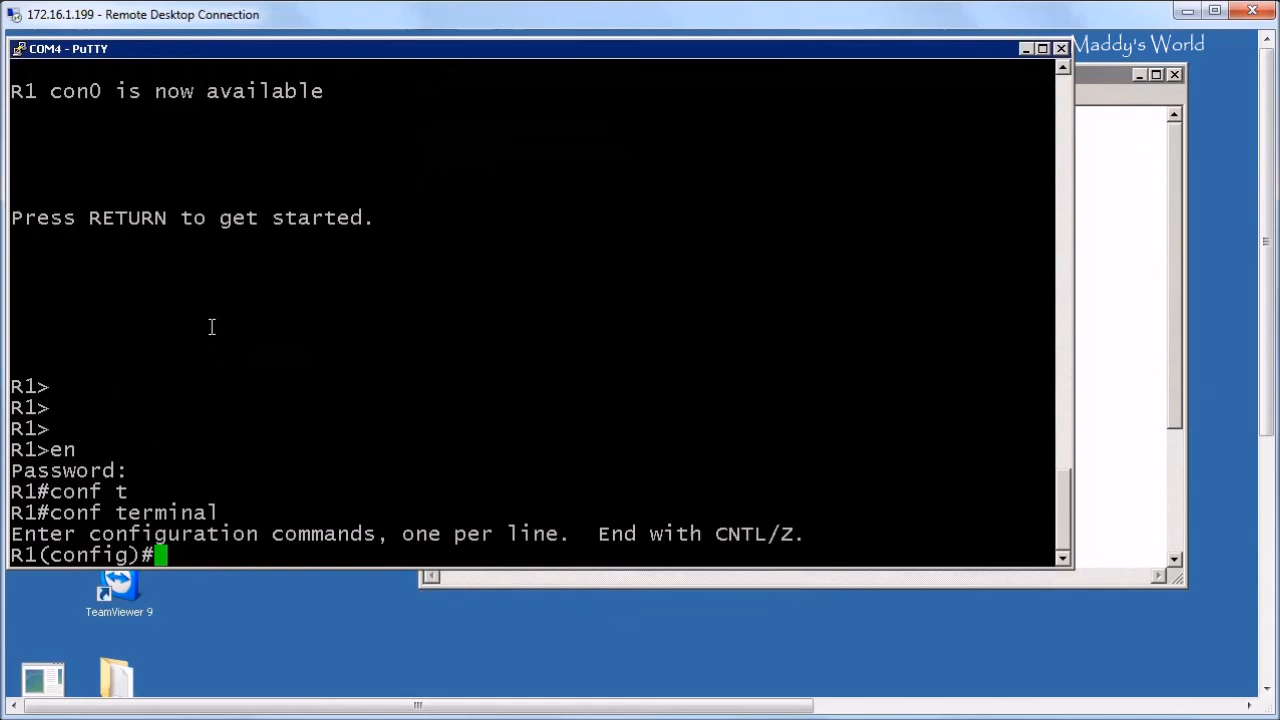 172.16.1.199 - Remote Desktop Connection
Maddy's World
COM4 - PuTTY
R1 con0 is now available
Press RETURN to get started.
R1>
R1>
R1>
R1>en
Password:
R1#conf t
R1#conf terminal
Enter configuration commands, one per line.  End with CNTL/Z.
R1(config)#
TeamViewer 9